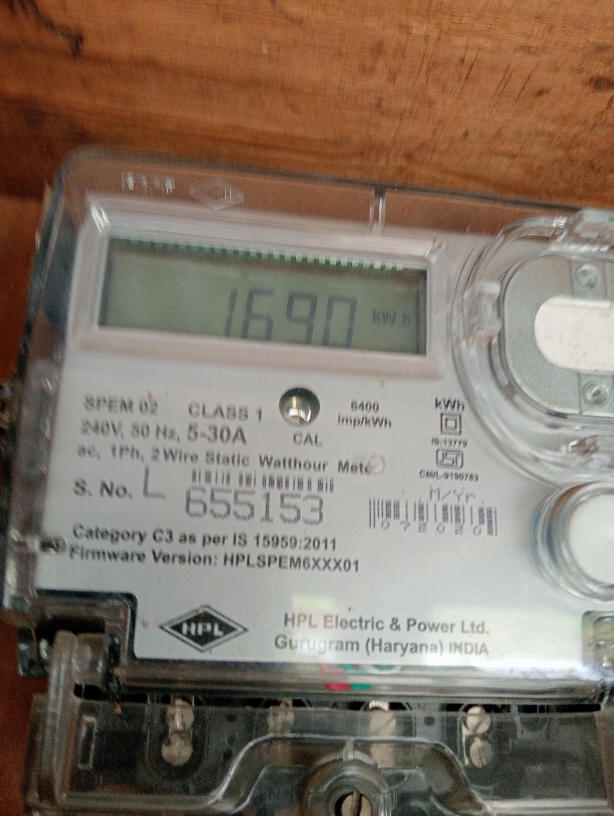 1690 kWh
SPEM 02 CLASS 1 6400 imp/kWh kWh
240V, 50 Hz, 5-30A CAL IS:13779
ac, 1Ph, 2 Wire Static Watthour Mete
CM/L-9190783
S. No. L 655153 M/Yr.
Category C3 as per IS 15959:2011
Firmware Version: HPLSPEM6XXX01
HPL HPL Electric & Power Ltd.
Gurugram (Haryana) INDIA